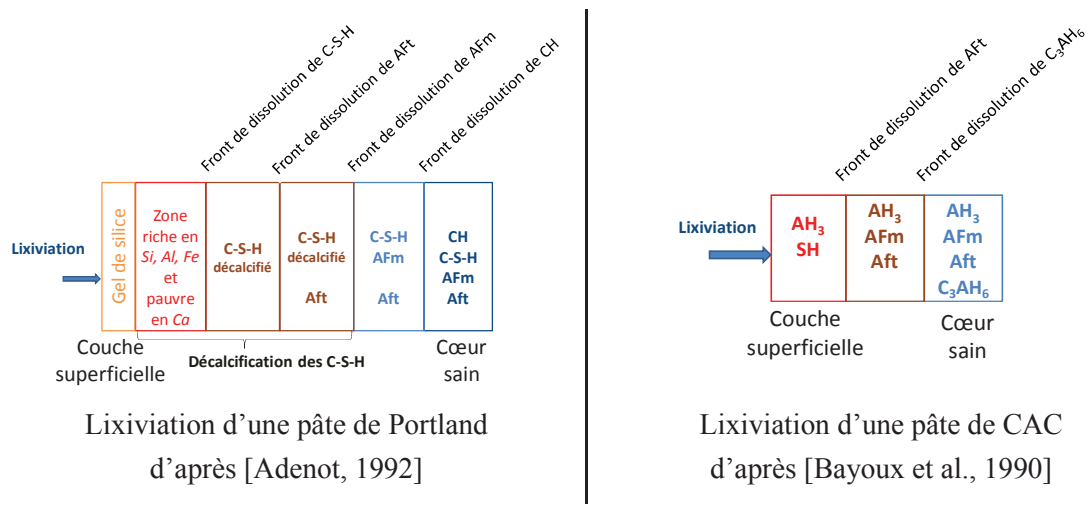 Front de dissolution de C-S-H
Front de dissolution de AFt
Front de dissolution de AFm
Front de dissolution de CH
Lixiviation
Gel de silice
Zone
riche en
Si, Al, Fe
et
pauvre
en Ca
C-S-H
décalcifié
C-S-H
décalcifié
Aft
C-S-H
AFm
Aft
CH
C-S-H
AFm
Aft
Couche
superficielle
Décalcification des C-S-H
Cœur
sain
Lixiviation d’une pâte de Portland
d’après [Adenot, 1992]
Front de dissolution de AFt
Front de dissolution de C₃AH₆
Lixiviation
AH₃
SH
AH₃
AFm
Aft
AH₃
AFm
Aft
C₃AH₆
Couche
superficielle
Cœur
sain
Lixiviation d’une pâte de CAC
d’après [Bayoux et al., 1990]